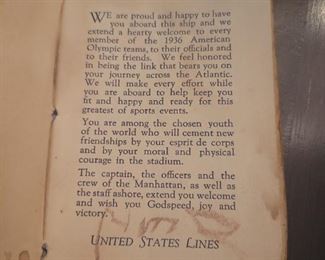 WE are proud and happy to have
you aboard this ship and we
extend a hearty welcome to every
member of the 1936 American
Olympic teams, to their officials and
to their friends. We feel honored
in being the link that bears you on
your journey across the Atlantic.
We will make every effort while
you are aboard to help keep you
fit and happy and ready for this
greatest of sports events.
You are among the chosen youth
of the world who will cement new
friendships by your esprit de corps
and by your moral and physical
courage in the stadium.
The captain, the officers and the
crew of the Manhattan, as well as
the staff ashore, extend you welcome
and wish you Godspeed, joy and
victory.
UNITED STATES LINES